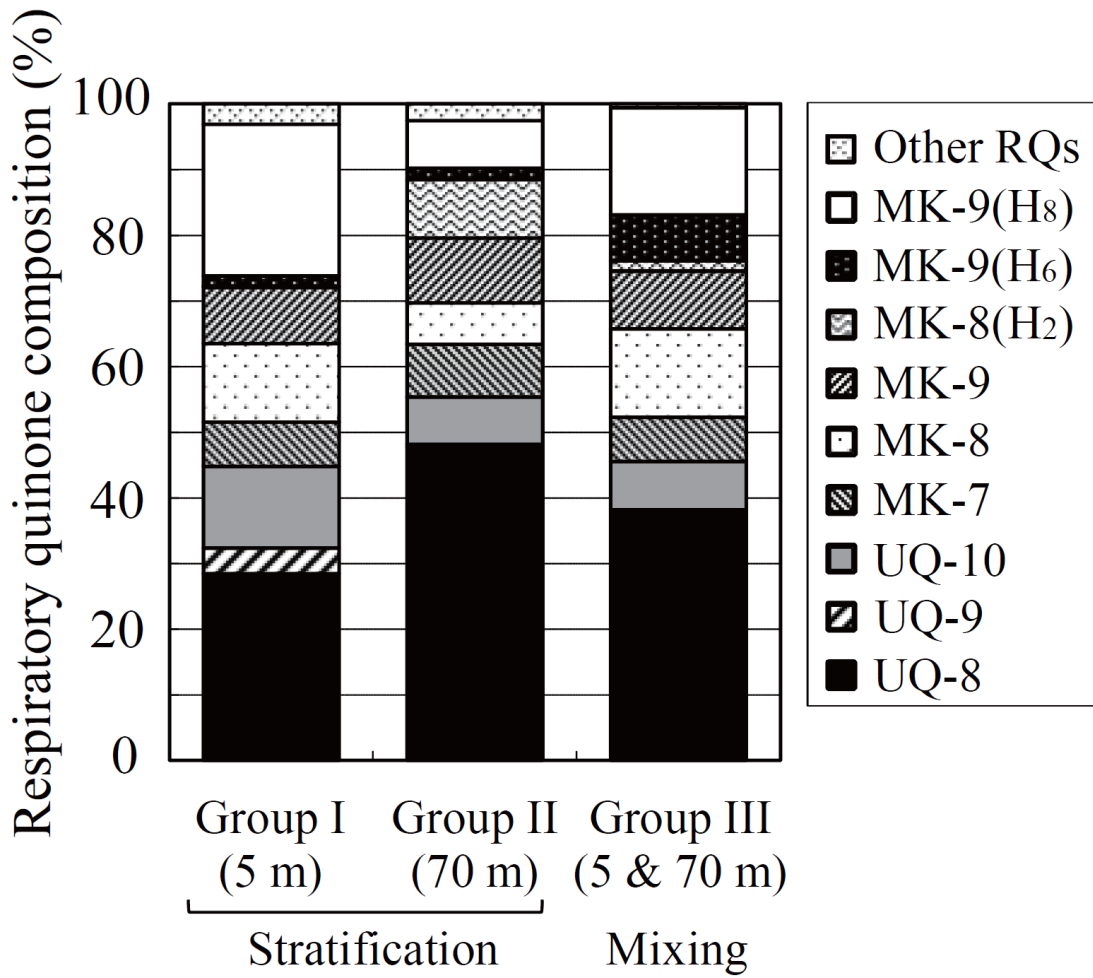 Respiratory quinone composition (%)
100
80
60
40
20
0
Group I
(5 m)
Group II
(70 m)
Group III
(5 & 70 m)
Stratification
Mixing
Other RQs
MK-9(H₈)
MK-9(H₆)
MK-8(H₂)
MK-9
MK-8
MK-7
UQ-10
UQ-9
UQ-8